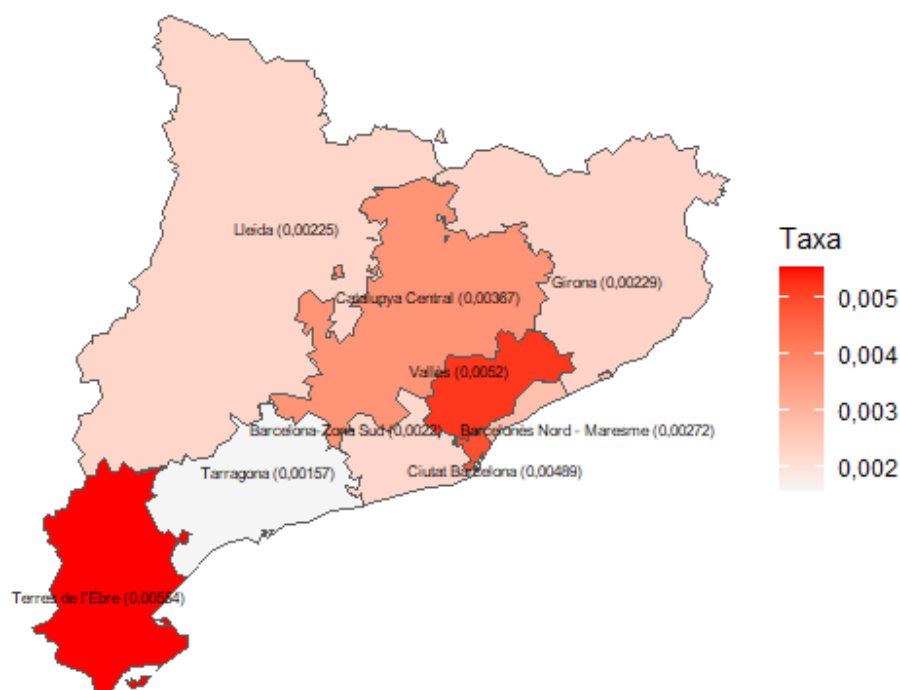 Lleida (0,00225)
Girona (0,00229)
Catalunya Central (0,00367)
Vallès (0,0052)
Barcelona-Zona Sud (0,0022)
Barcelonès Nord - Maresme (0,00272)
Tarragona (0,00157)
Ciutat Barcelona (0,00489)
Terres de l'Ebre (0,00554)
Taxa
0,005
0,004
0,003
0,002